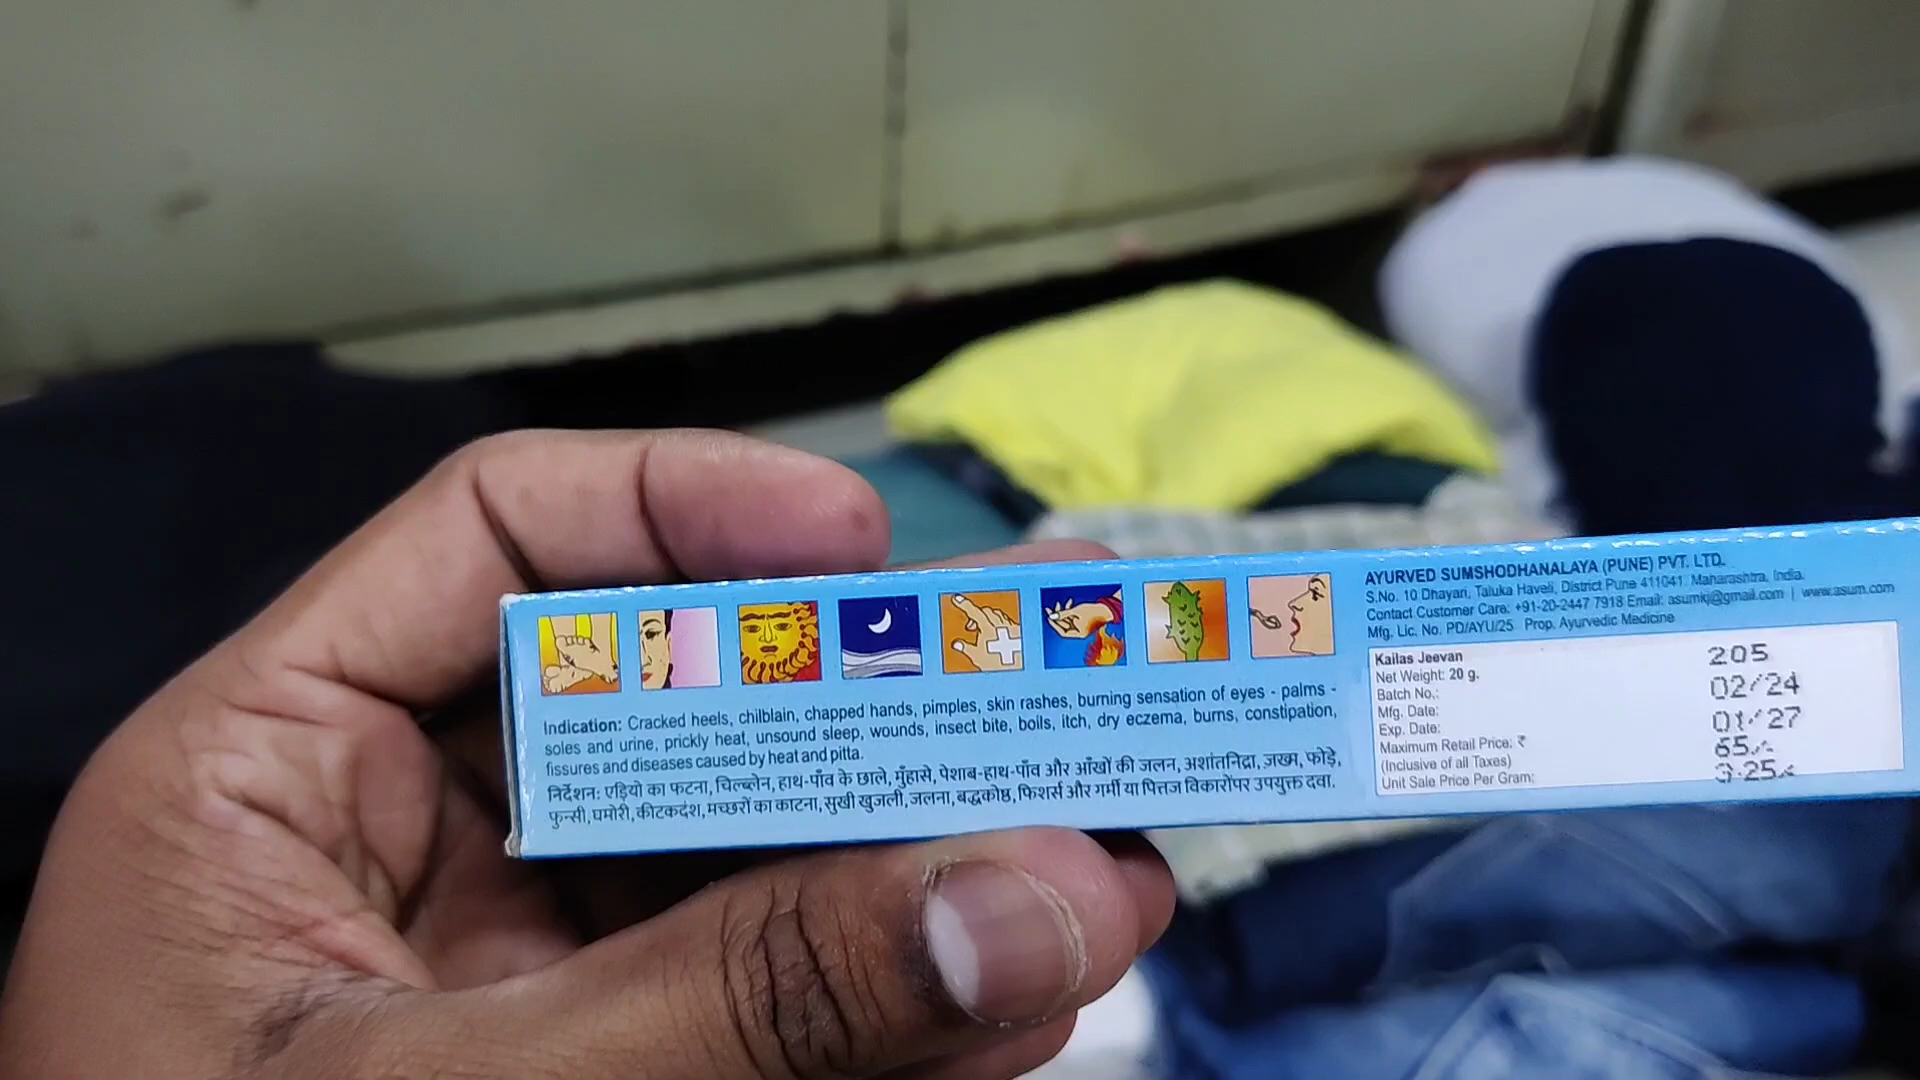 Indication: Cracked heels, chilblain, chapped hands, pimples, skin rashes, burning sensation of eyes - palms -
soles and urine, prickly heat, unsound sleep, wounds, insect bite, boils, itch, dry eczema, burns, constipation,
fissures and diseases caused by heat and pitta.
निर्देशन: एड़ियो का फटना, चिल्ब्लेन, हाथ-पाँव के छाले, मुँहासे, पेशाब-हाथ-पाँव और आँखों की जलन, अशांतनिद्रा, ज़ख्म, फोड़े,
फुन्सी, घमोरी, कीटकदंश, मच्छरों का काटना, सुखी खुजली, जलना, बद्धकोष्ठ, फिशर्स और गर्मी या पित्तज विकारोंपर उपयुक्त दवा.
AYURVED SUMSHODHANALAYA (PUNE) PVT. LTD.
S.No. 10 Dhayari, Taluka Haveli, District Pune 411041. Maharashtra, India.
Contact Customer Care: +91-20-2447 7918 Email: asumkj@gmail.com | www.asum.com
Mfg. Lic. No. PD/AYU/25 Prop. Ayurvedic Medicine
Kailas Jeevan
Net Weight: 20 g.
Batch No.: 205
Mfg. Date: 02/24
Exp. Date: 01/27
Maximum Retail Price: ₹ 65/-
(Inclusive of all Taxes)
Unit Sale Price Per Gram: 3.25